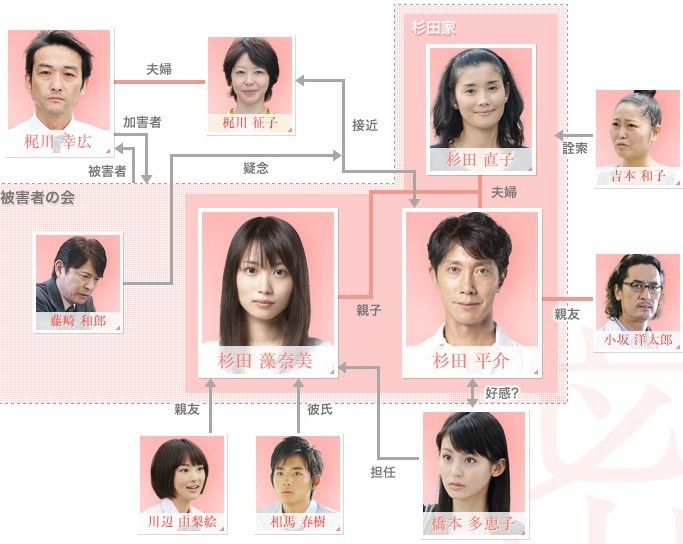 杉田家
夫婦
梶川 幸広
梶川 征子
加害者
被害者
接近
疑念
杉田 直子
詮索
吉本 和子
夫婦
被害者の会
藤崎 和郎
杉田 藻奈美
親子
杉田 平介
親友
小坂 洋太郎
好感?
親友
彼氏
担任
川辺 由梨絵
相馬 春樹
橋本 多恵子